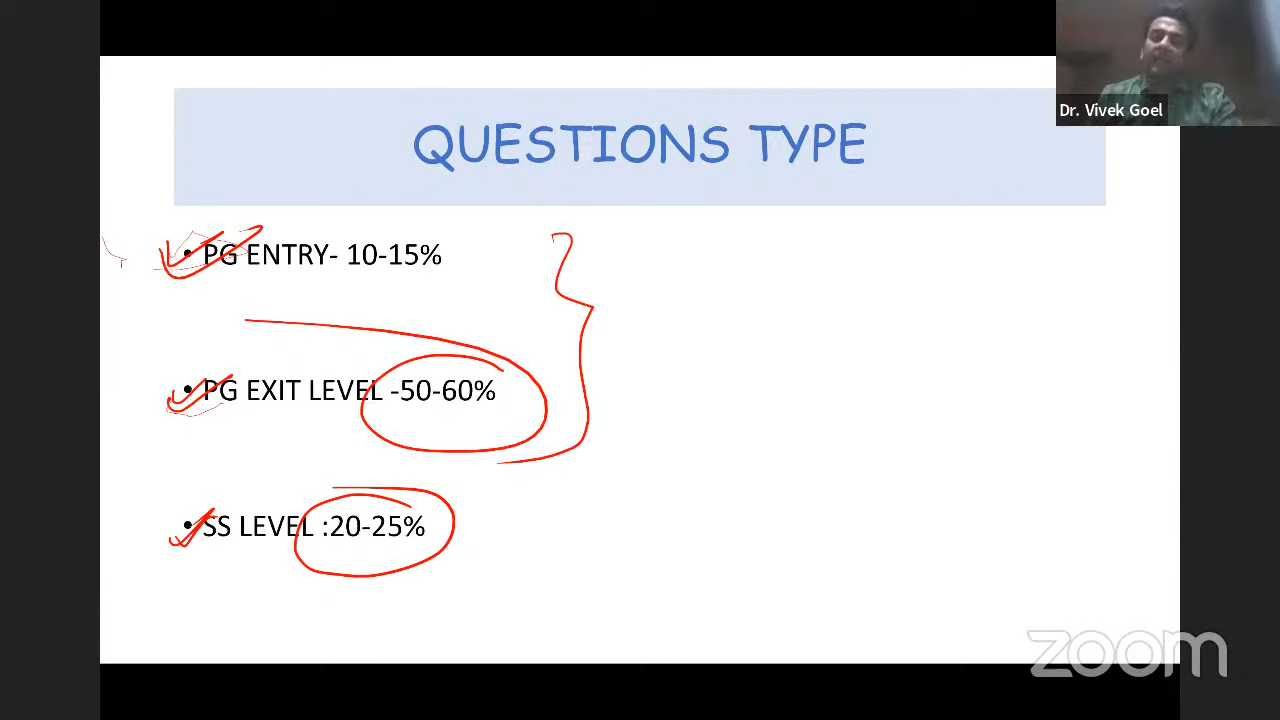 Dr. Vivek Goel
QUESTIONS TYPE
• PG ENTRY- 10-15%
• PG EXIT LEVEL -50-60%
• SS LEVEL :20-25%
zoom